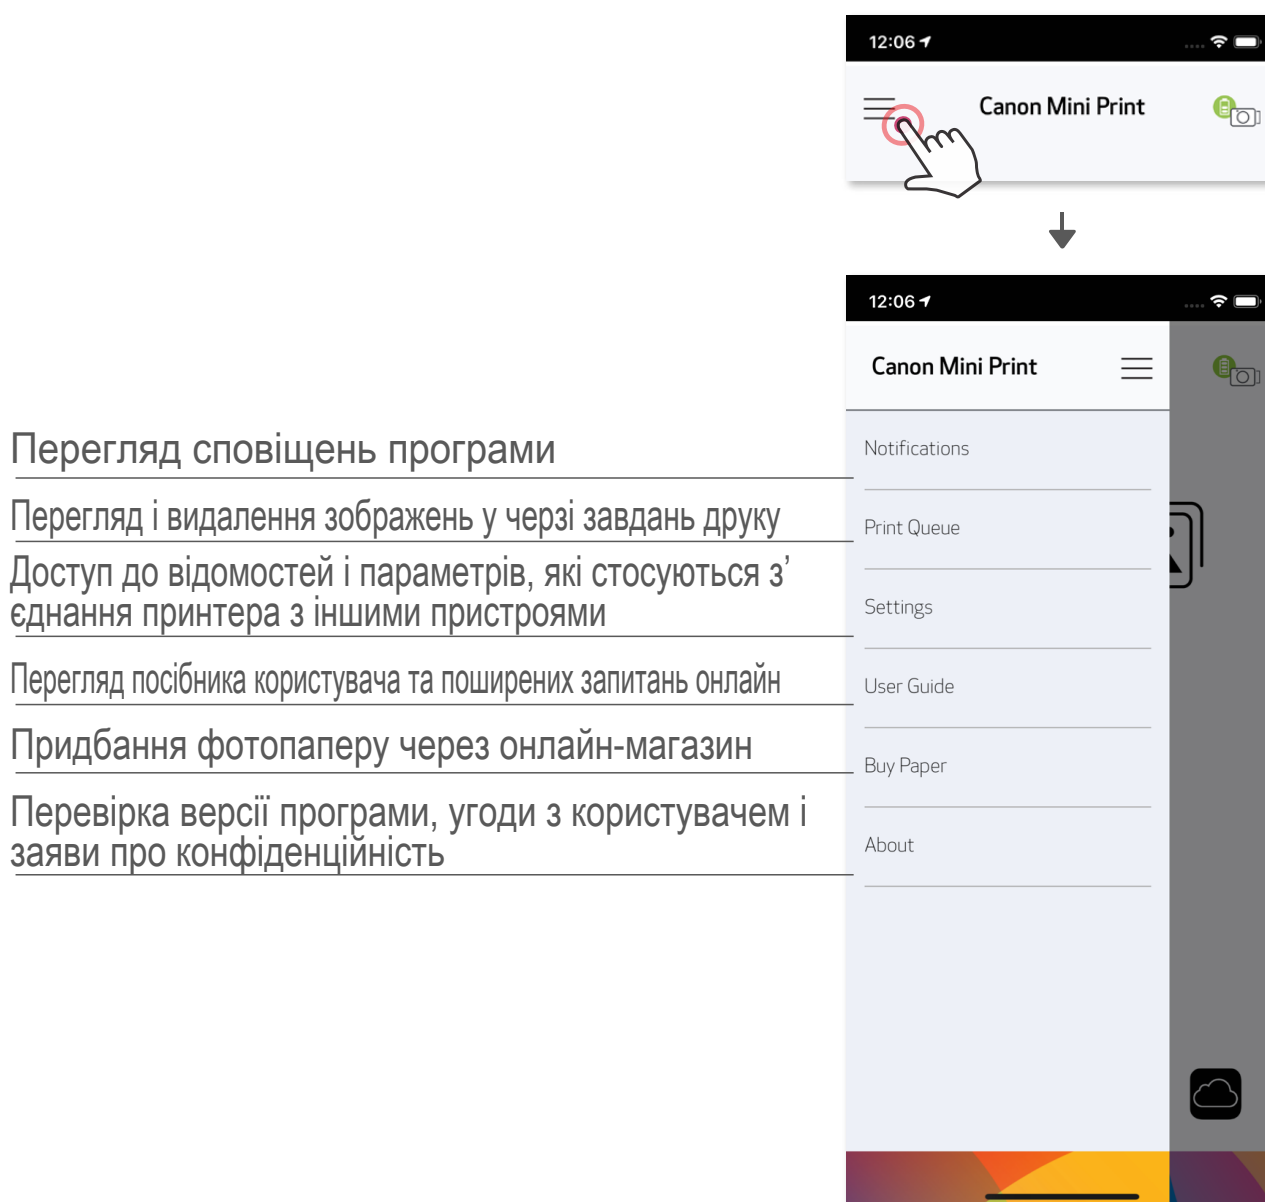 12:06
Canon Mini Print
12:06
Canon Mini Print
Перегляд сповіщень програми
Notifications
Перегляд і видалення зображень у черзі завдань друку
Print Queue
Доступ до відомостей і параметрів, які стосуються з’
єднання принтера з іншими пристроями
Settings
Перегляд посібника користувача та поширених запитань онлайн
User Guide
Придбання фотопаперу через онлайн-магазин
Buy Paper
Перевірка версії програми, угоди з користувачем і
заяви про конфіденційність
About